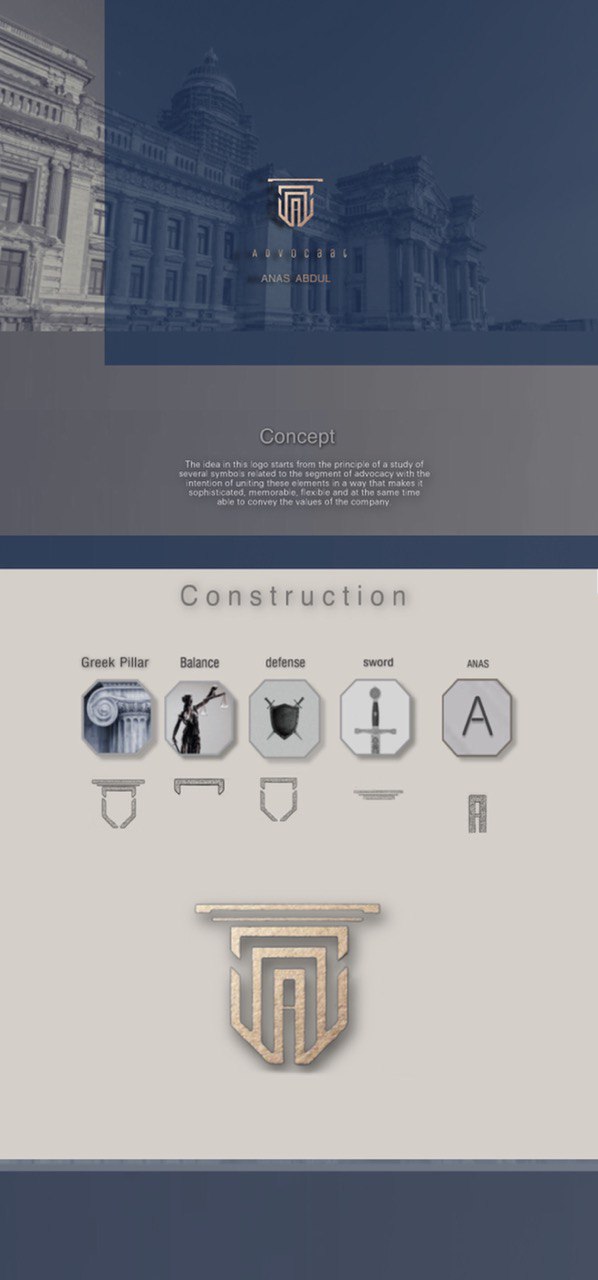 ADVOCaaL
ANAS ABDUL
Concept
The idea in this logo starts from the principle of a study of
several symbols related to the segment of advocacy with the
intention of uniting these elements in a way that makes it
sophisticated, memorable, flexible and at the same time
able to convey the values of the company.
Construction
Greek Pillar Balance defense sword ANAS
A